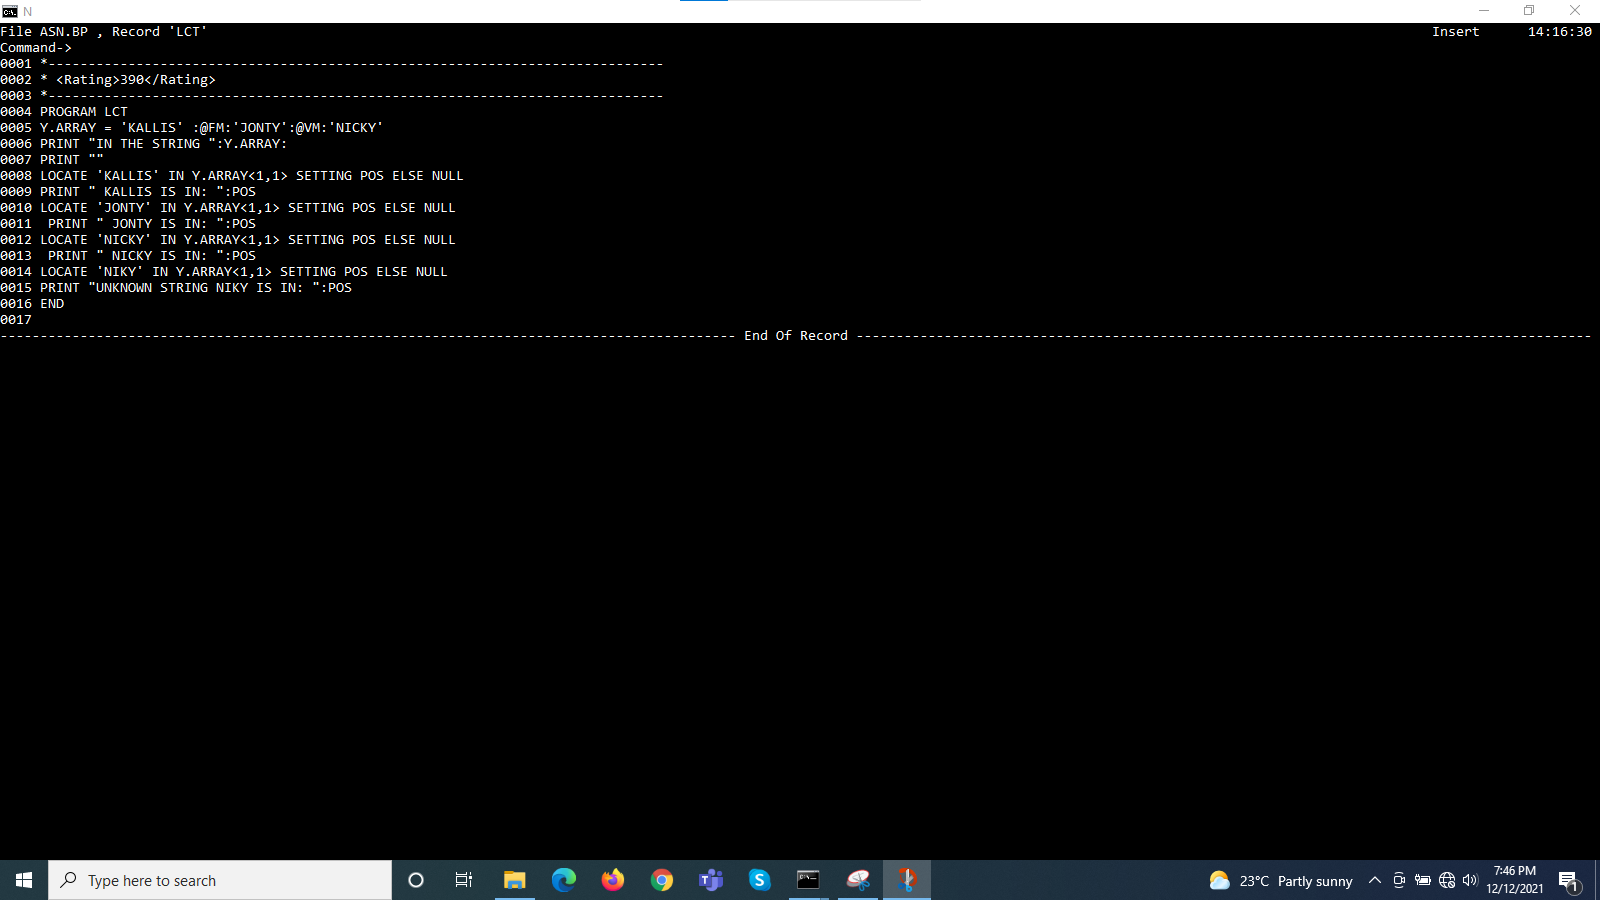 N
File ASN.BP , Record 'LCT' Insert 14:16:30
Command->
0001 *-----------------------------------------------------------------------------
0002 * <Rating>390</Rating>
0003 *-----------------------------------------------------------------------------
0004 PROGRAM LCT
0005 Y.ARRAY = 'KALLIS' :@FM:'JONTY':@VM:'NICKY'
0006 PRINT "IN THE STRING ":Y.ARRAY:
0007 PRINT ""
0008 LOCATE 'KALLIS' IN Y.ARRAY<1,1> SETTING POS ELSE NULL
0009 PRINT " KALLIS IS IN: ":POS
0010 LOCATE 'JONTY' IN Y.ARRAY<1,1> SETTING POS ELSE NULL
0011  PRINT " JONTY IS IN: ":POS
0012 LOCATE 'NICKY' IN Y.ARRAY<1,1> SETTING POS ELSE NULL
0013  PRINT " NICKY IS IN: ":POS
0014 LOCATE 'NIKY' IN Y.ARRAY<1,1> SETTING POS ELSE NULL
0015 PRINT "UNKNOWN STRING NIKY IS IN: ":POS
0016 END
0017
-------------------------------------------------------------------------------------------- End Of Record --------------------------------------------------------------------------------------------
Type here to search
23°C Partly sunny
7:46 PM
12/12/2021
1